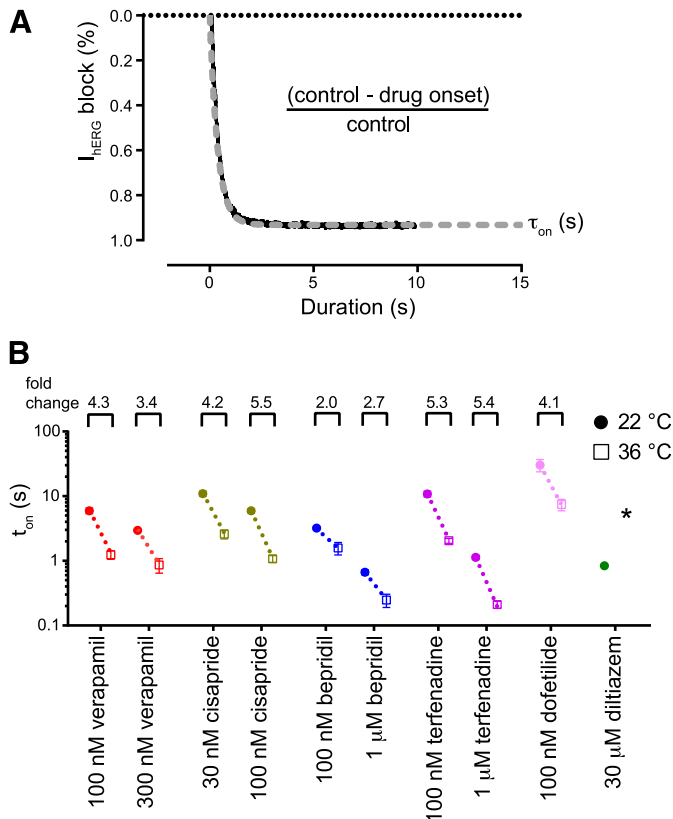 A
I hERG block (%)
0.0
0.2
0.4
0.6
0.8
1.0
(control - drug onset)
control
τon (s)
0 5 10 15
Duration (s)
B
fold
change 4.3 3.4 4.2 5.5 2.0 2.7 5.3 5.4 4.1
22 °C
36 °C
ton (s)
100
10
1
0.1
*
100 nM verapamil
300 nM verapamil
30 nM cisapride
100 nM cisapride
100 nM bepridil
1 μM bepridil
100 nM terfenadine
1 μM terfenadine
100 nM dofetilide
30 μM diltiazem